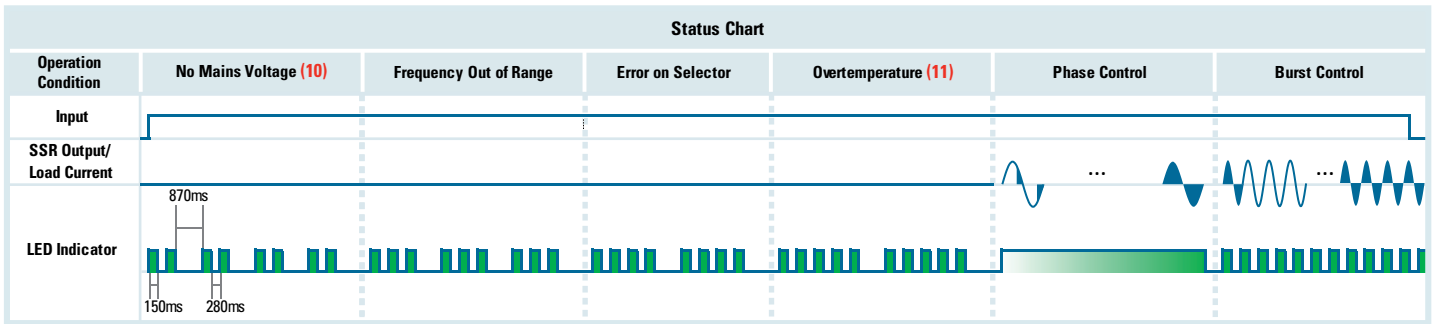 Status Chart
Operation
Condition
No Mains Voltage (10)
Frequency Out of Range
Error on Selector
Overtemperature (11)
Phase Control
Burst Control
Input
SSR Output/
Load Current
...
...
870ms
LED Indicator
150ms
280ms